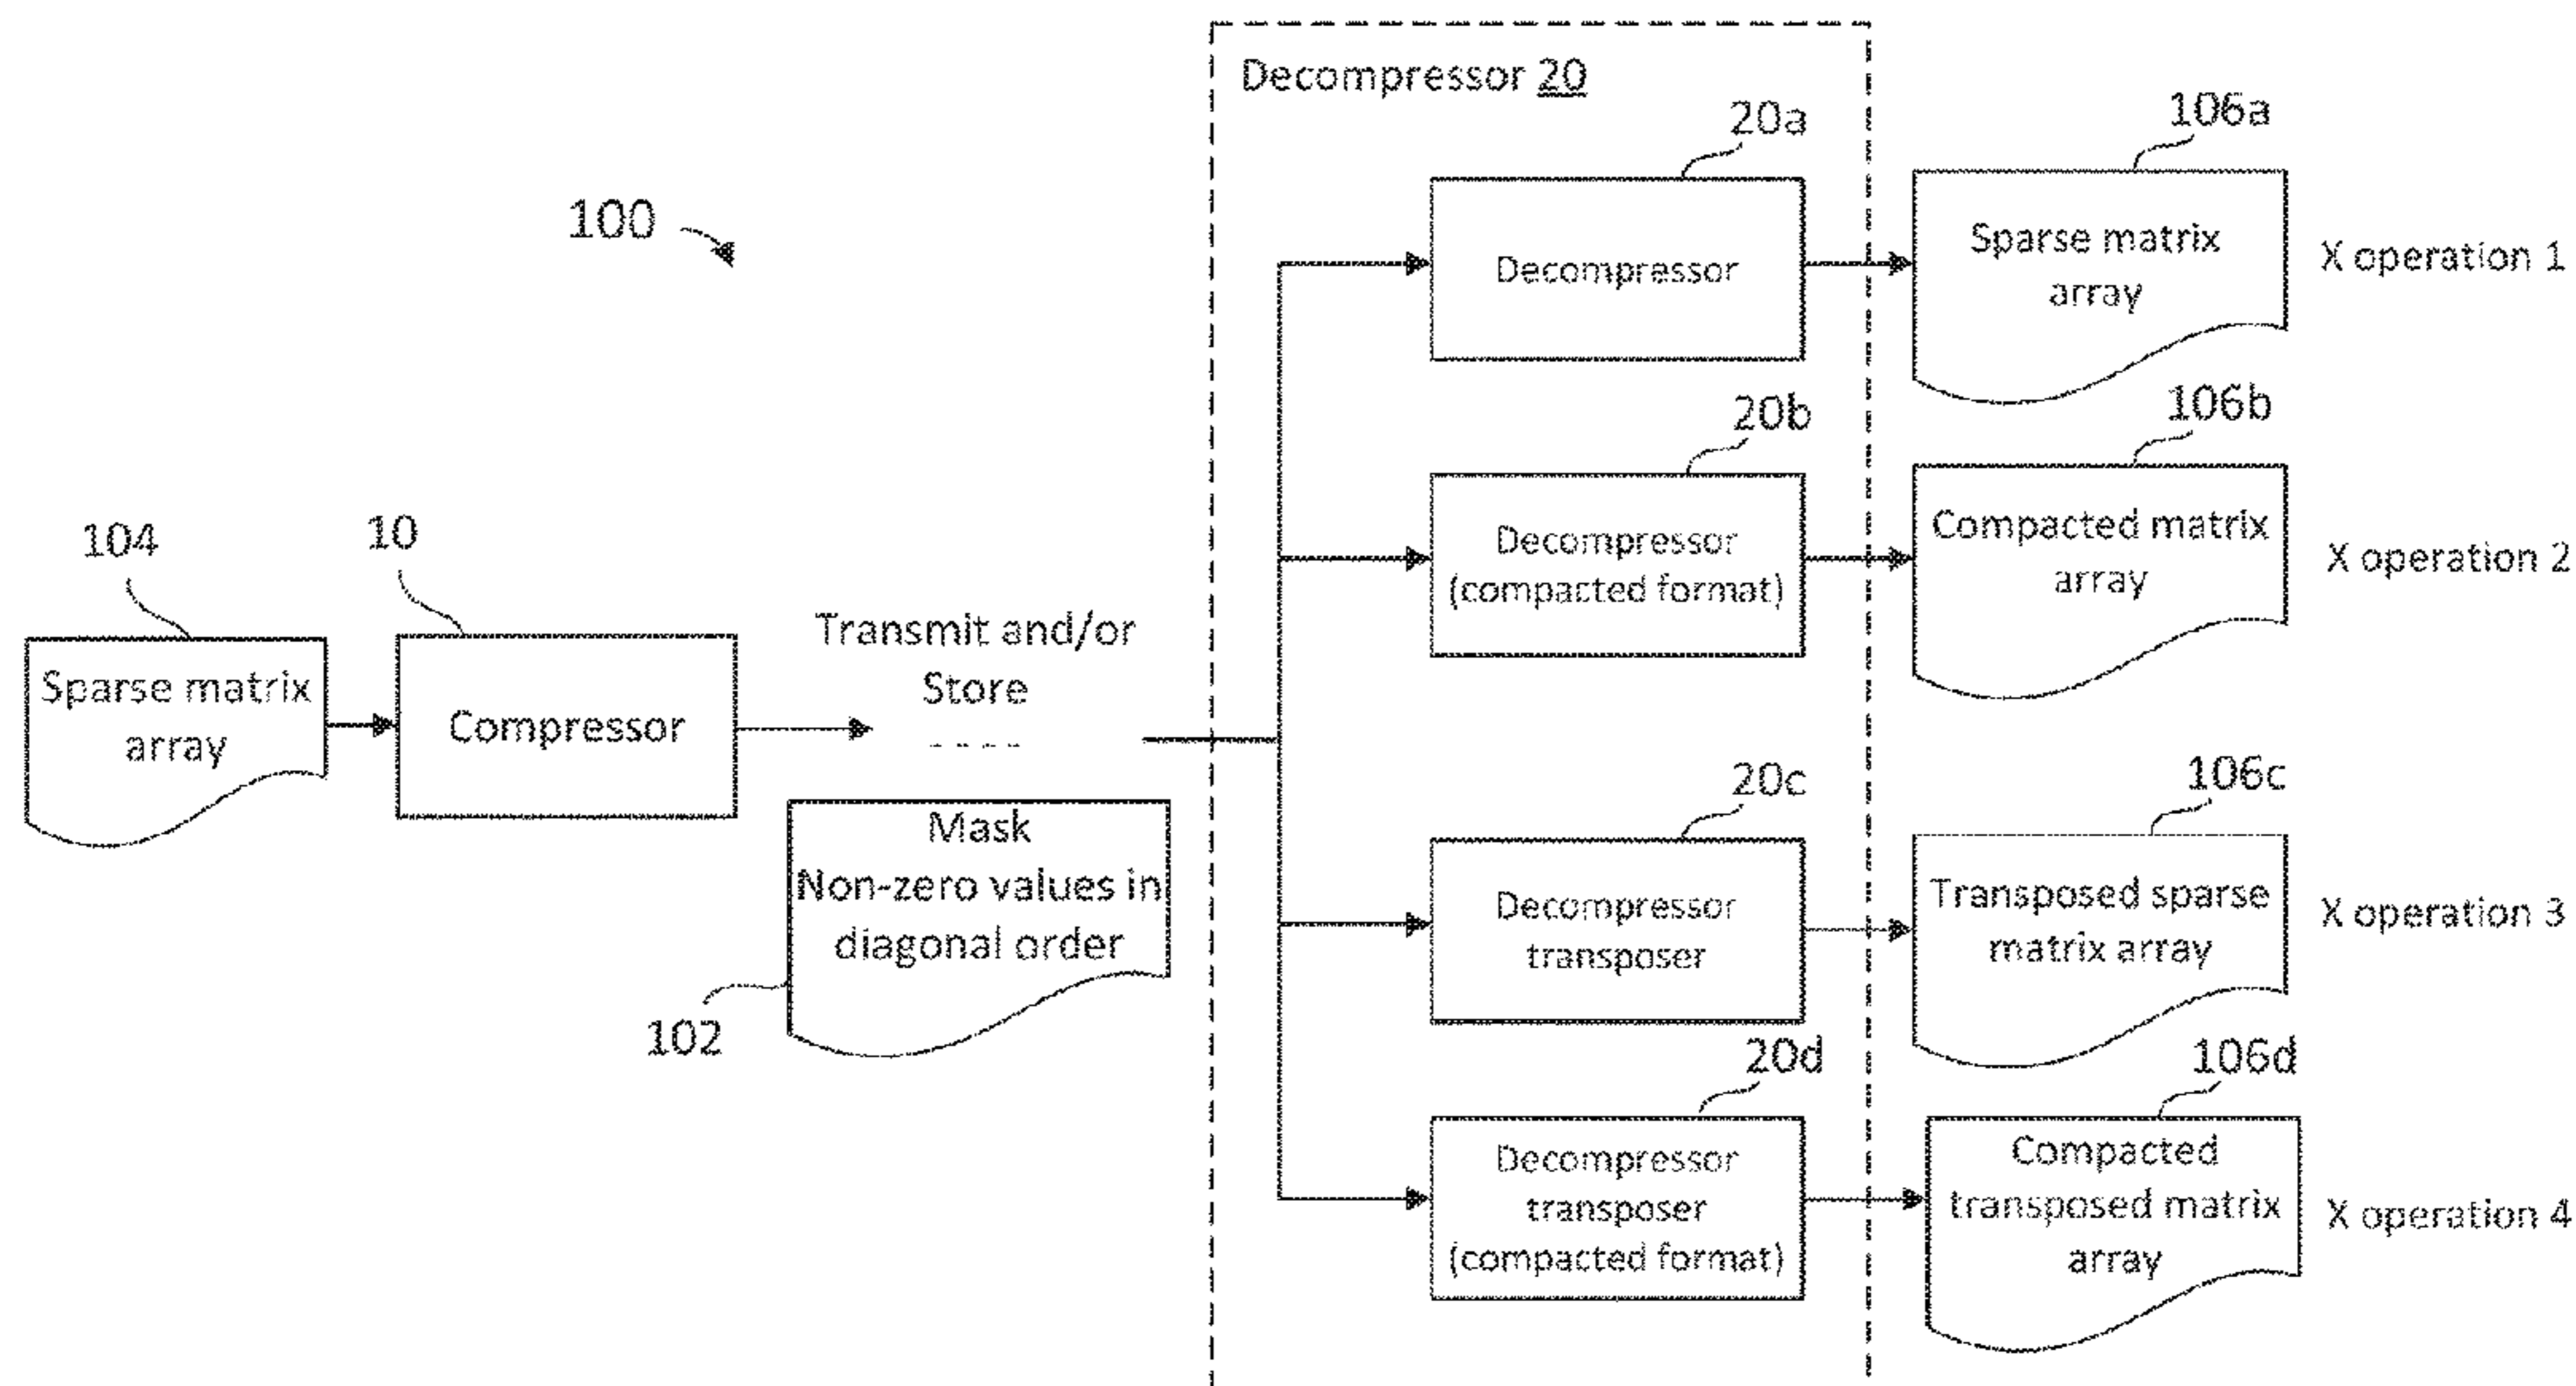 100
104
Sparse matrix
array
10
Compressor
Transmit and/or
Store
Mask
Non-zero values in
diagonal order
102
Decompressor 20
20a
Decompressor
106a
Sparse matrix
array
X operation 1
20b
Decompressor
(compacted format)
106b
Compacted matrix
array
X operation 2
20c
Decompressor
transposer
106c
Transposed sparse
matrix array
X operation 3
20d
Decompressor
transposer
(compacted format)
106d
Compacted
transposed matrix
array
X operation 4